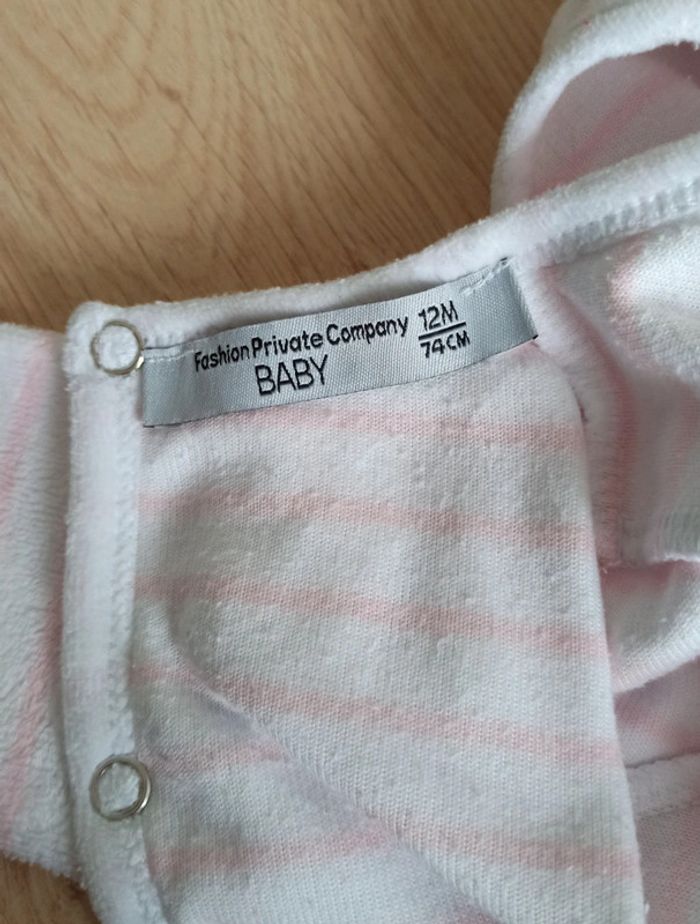 Fashion Private Company
BABY
12M
74CM